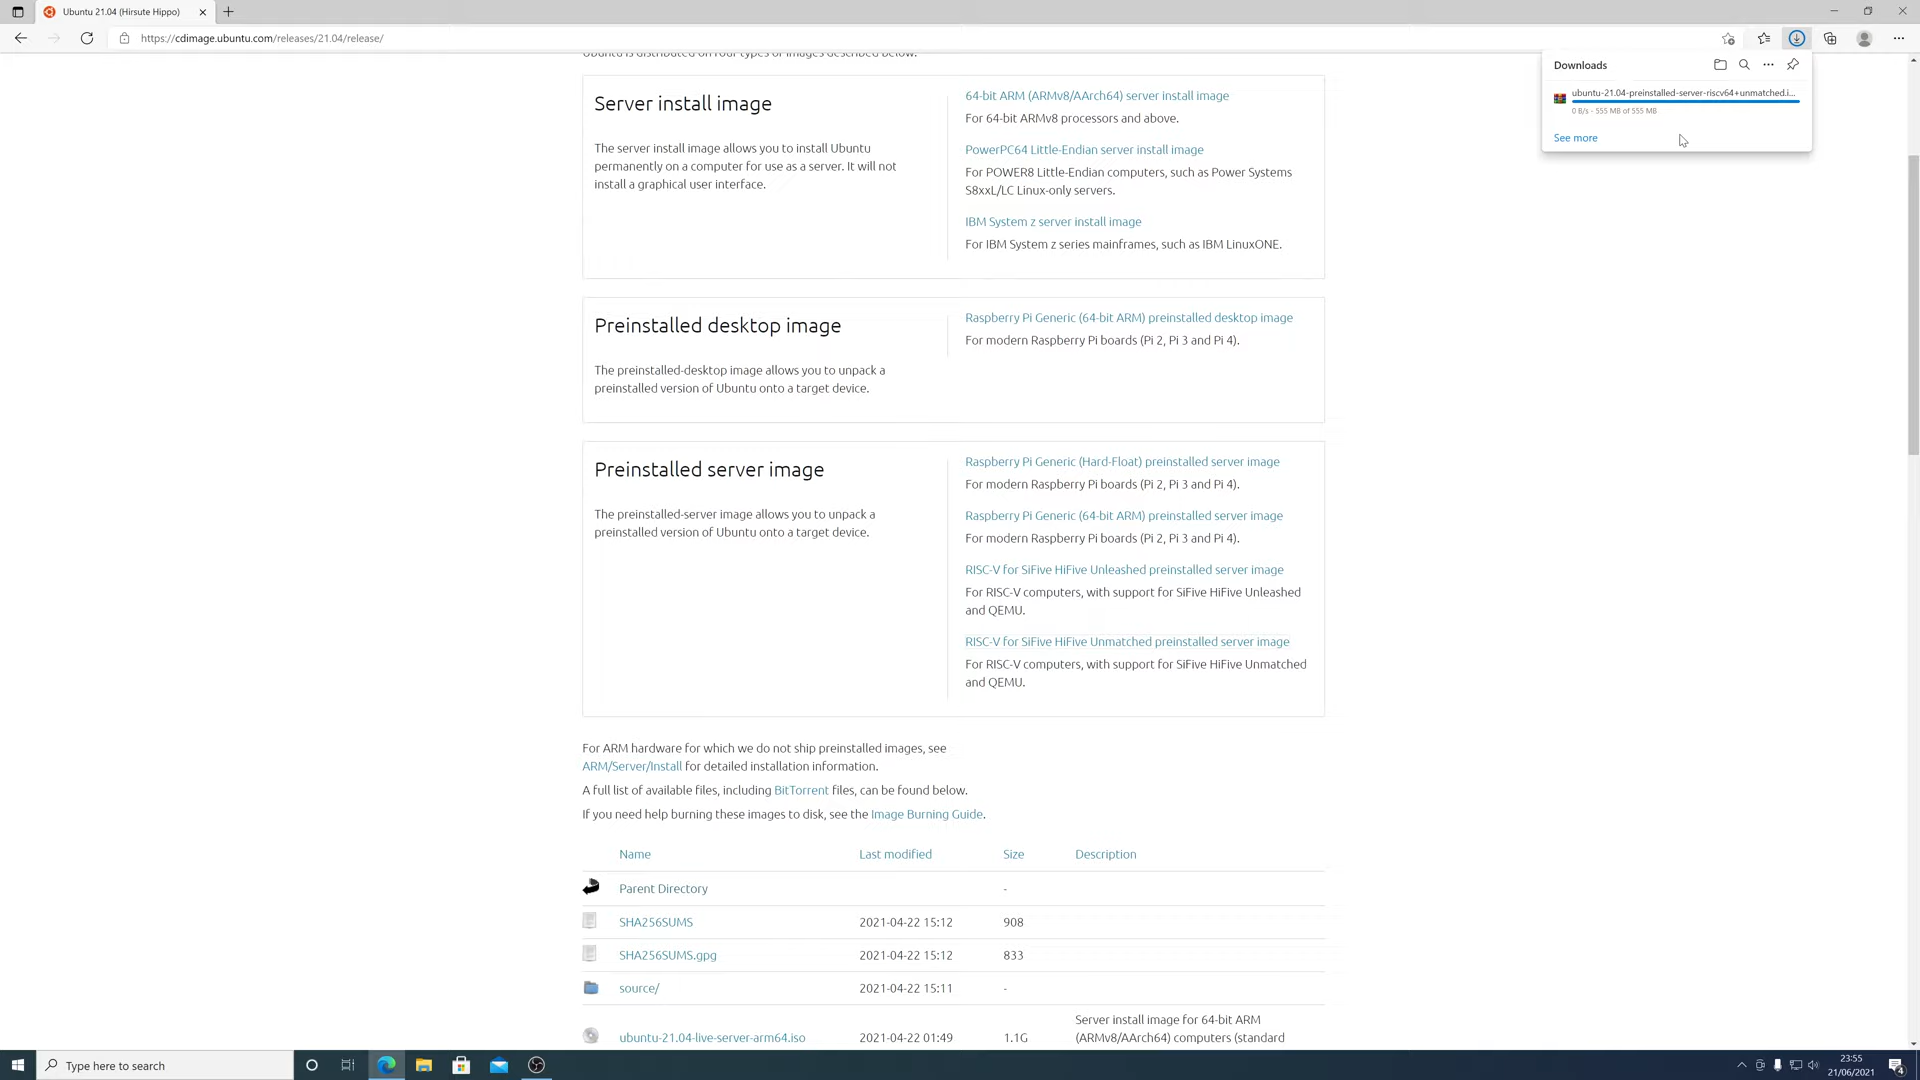 Ubuntu 21.04 (Hirsute Hippo)
https://cdimage.ubuntu.com/releases/21.04/release/
Downloads
ubuntu-21.04-preinstalled-server-riscv64+unmatched.i...
0 B/s - 555 MB of 555 MB
See more
Ubuntu is distributed on four types of images described below.
Server install image
The server install image allows you to install Ubuntu
permanently on a computer for use as a server. It will not
install a graphical user interface.
64-bit ARM (ARMv8/AArch64) server install image
For 64-bit ARMv8 processors and above.
PowerPC64 Little-Endian server install image
For POWER8 Little-Endian computers, such as Power Systems
S8xxL/LC Linux-only servers.
IBM System z server install image
For IBM System z series mainframes, such as IBM LinuxONE.
Preinstalled desktop image
The preinstalled-desktop image allows you to unpack a
preinstalled version of Ubuntu onto a target device.
Raspberry Pi Generic (64-bit ARM) preinstalled desktop image
For modern Raspberry Pi boards (Pi 2, Pi 3 and Pi 4).
Preinstalled server image
The preinstalled-server image allows you to unpack a
preinstalled version of Ubuntu onto a target device.
Raspberry Pi Generic (Hard-Float) preinstalled server image
For modern Raspberry Pi boards (Pi 2, Pi 3 and Pi 4).
Raspberry Pi Generic (64-bit ARM) preinstalled server image
For modern Raspberry Pi boards (Pi 2, Pi 3 and Pi 4).
RISC-V for SiFive HiFive Unleashed preinstalled server image
For RISC-V computers, with support for SiFive HiFive Unleashed
and QEMU.
RISC-V for SiFive HiFive Unmatched preinstalled server image
For RISC-V computers, with support for SiFive HiFive Unmatched
and QEMU.
For ARM hardware for which we do not ship preinstalled images, see
ARM/Server/Install for detailed installation information.
A full list of available files, including BitTorrent files, can be found below.
If you need help burning these images to disk, see the Image Burning Guide.
Name Last modified Size Description
Parent Directory -
SHA256SUMS 2021-04-22 15:12 908
SHA256SUMS.gpg 2021-04-22 15:12 833
source/ 2021-04-22 15:11 -
Server install image for 64-bit ARM
ubuntu-21.04-live-server-arm64.iso 2021-04-22 01:49 1.1G (ARMv8/AArch64) computers (standard
Type here to search
23:55
21/06/2021
4